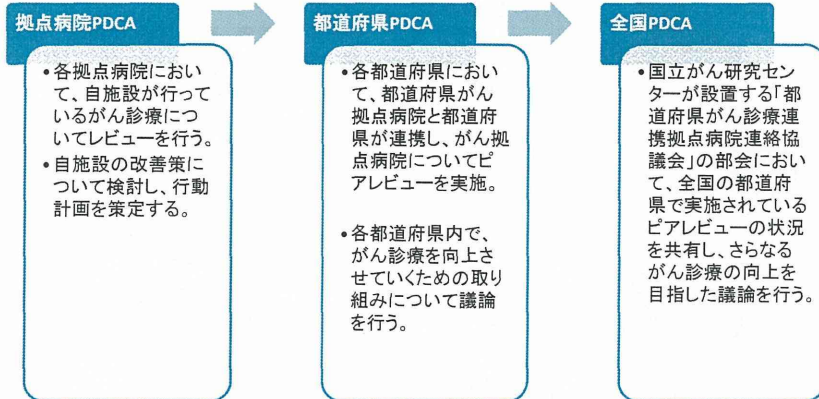 拠点病院PDCA
• 各拠点病院におい
て、自施設が行って
いるがん診療につ
いてレビューを行う。
• 自施設の改善策に
ついて検討し、行動
計画を策定する。
都道府県PDCA
• 各都道府県におい
て、都道府県がん
拠点病院と都道府
県が連携し、がん拠
点病院についてピ
アレビューを実施。
• 各都道府県内で、
がん診療を向上さ
せていくための取り
組みについて議論
を行う。
全国PDCA
• 国立がん研究セン
ターが設置する「都
道府県がん診療連
携拠点病院連絡協
議会」の部会におい
て、全国の都道府
県で実施されている
ピアレビューの状況
を共有し、さらなる
がん診療の向上を
目指した議論を行う。